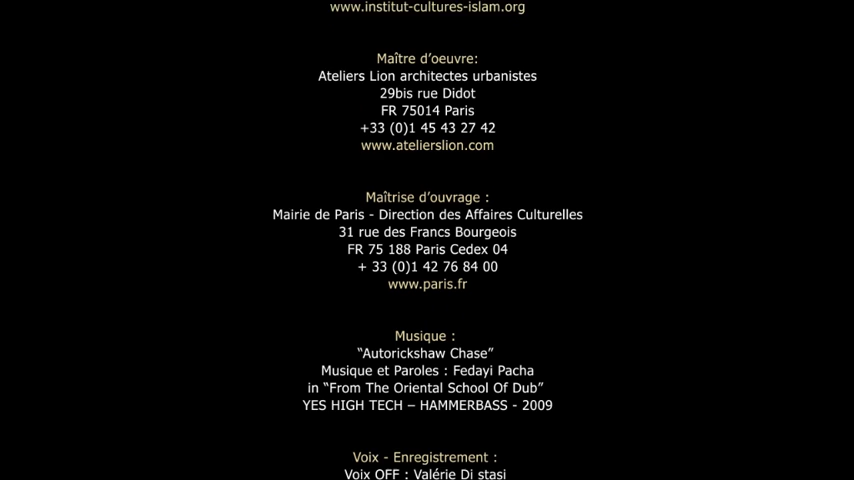 www.institut-cultures-islam.org
Maître d'oeuvre:
Ateliers Lion architectes urbanistes
29bis rue Didot
FR 75014 Paris
+33 (0)1 45 43 27 42
www.atelierslion.com
Maîtrise d'ouvrage :
Mairie de Paris - Direction des Affaires Culturelles
31 rue des Francs Bourgeois
FR 75 188 Paris Cedex 04
+ 33 (0)1 42 76 84 00
www.paris.fr
Musique :
“Autorickshaw Chase”
Musique et Paroles : Fedayi Pacha
in “From The Oriental School Of Dub”
YES HIGH TECH – HAMMERBASS - 2009
Voix - Enregistrement :
Voix OFF : Valérie Di stasi